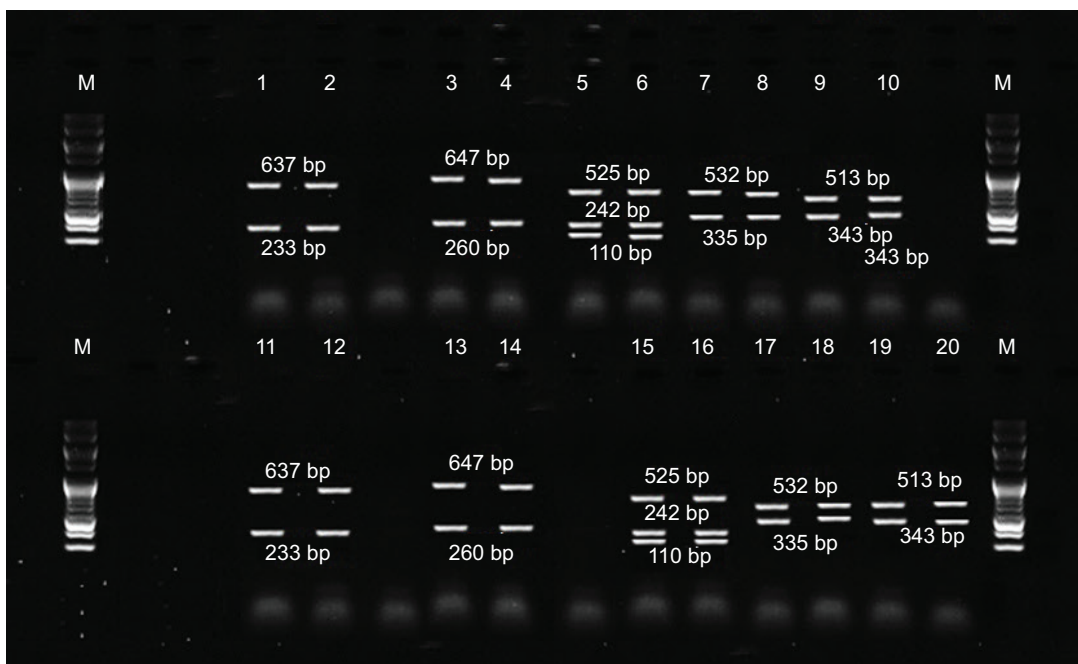 M 1 2 3 4 5 6 7 8 9 10 M
637 bp 647 bp 525 bp 532 bp 513 bp
242 bp
233 bp 260 bp 110 bp 335 bp 343 bp
343 bp
M 11 12 13 14 15 16 17 18 19 20 M
637 bp 647 bp 525 bp 532 bp 513 bp
242 bp
233 bp 260 bp 110 bp 335 bp 343 bp